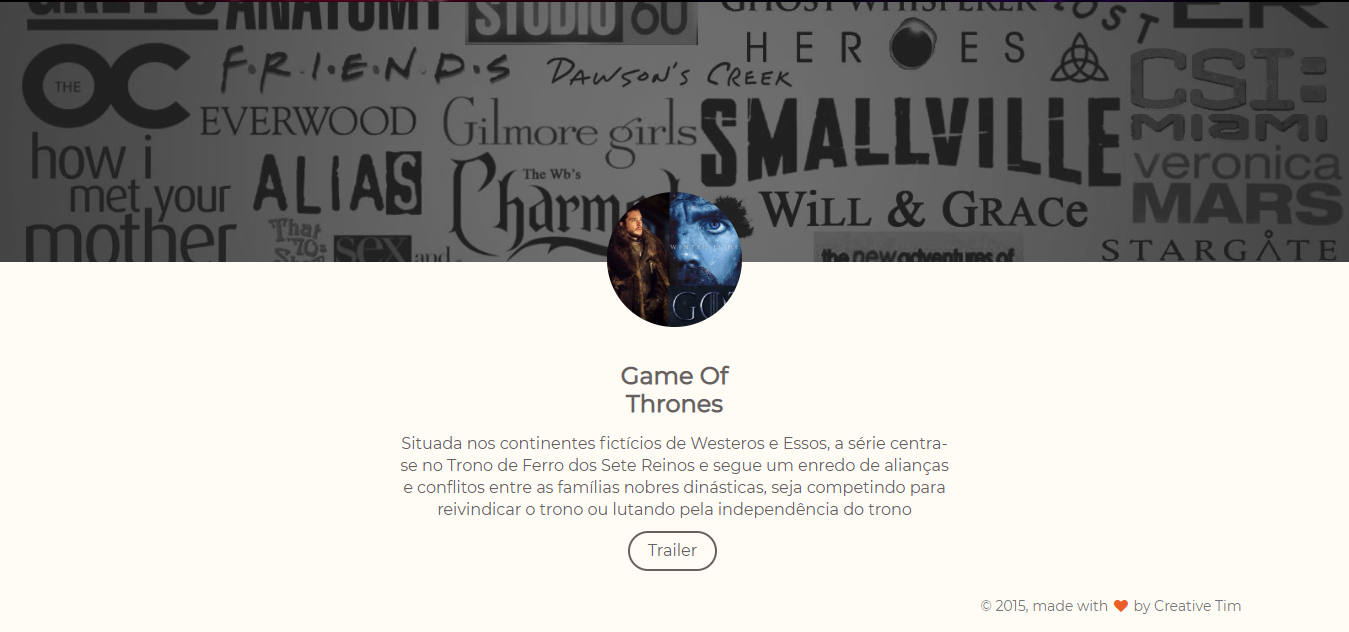 GREY'S ANATOMY
STUDIO 60
GHOST WHISPERER
LOST
ER
THE OC
F·R·I·E·N·D·S
DAWSON'S CREEK
HEROES
CSI:
MIAMI
EVERWOOD
Gilmore girls
SMALLVILLE
how i
met your
mother
ALIAS
The Wb's
Charm
WILL & GRACe
veronica
MARS
That
'70s
Show
sex and
the new adventures of
STARGATE
GOT
Game Of
Thrones
Situada nos continentes fictícios de Westeros e Essos, a série centra-
se no Trono de Ferro dos Sete Reinos e segue um enredo de alianças
e conflitos entre as famílias nobres dinásticas, seja competindo para
reivindicar o trono ou lutando pela independência do trono
Trailer
© 2015, made with ♥ by Creative Tim